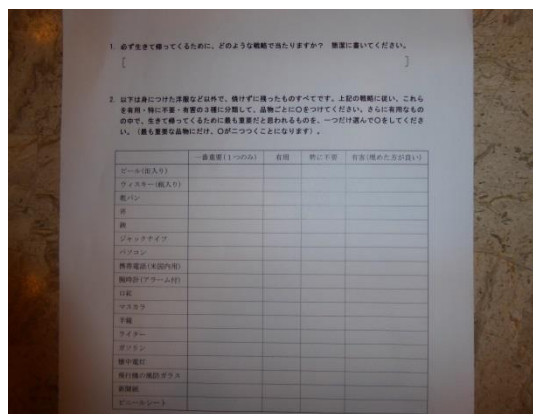 1. 必ず生きて帰ってくるために、どのような戦略で当たりますか? 簡潔に書いてください。
[ ]
2. 以下は身につけた洋服など以外で、焼けずに残ったものすべてです。上記の戦略に従い、これら
を有用・特に不要・有害の3種に分類して、品物ごとに〇をつけてください。さらに有用なもの
の中で、生きて帰ってくるために最も重要だと思われるものを、一つだけ選んで〇をしてくださ
い。(最も重要な品物にだけ、〇が二つつくことになります)。
一番重要(1つのみ) 有用 特に不要 有害(埋めた方が良い)
ビール(缶入り)
ウィスキー(瓶入り)
乾パン
ジャックナイフ
パソコン
携帯電話(米国内用)
腕時計(アラーム付)
口紅
マスカラ
手鏡
ライター
ガソリン
懐中電灯
飛行機の風防ガラス
新聞紙
ビニールシート